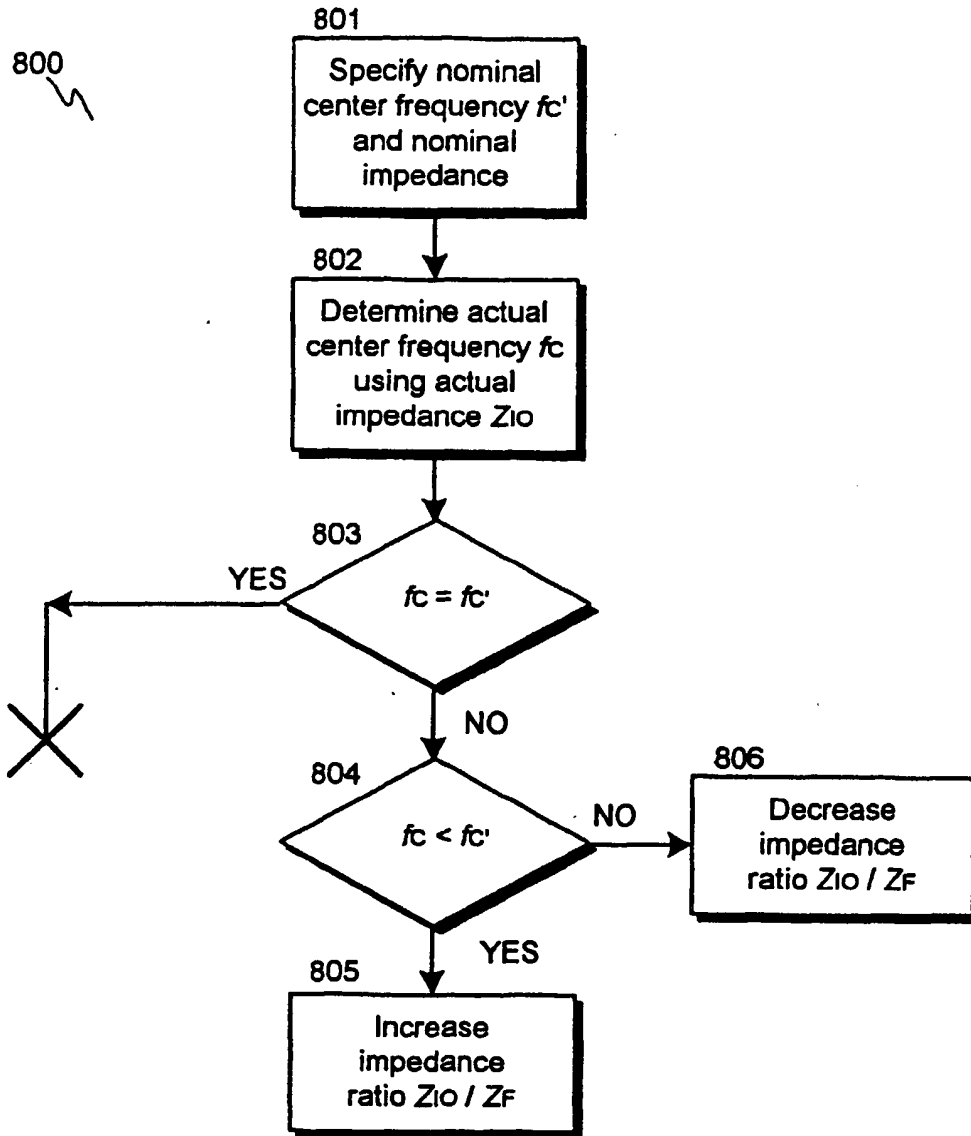 800
801
Specify nominal
center frequency fc'
and nominal
impedance
802
Determine actual
center frequency fc
using actual
impedance ZIO
803
YES
fc = fc'
NO
804
fc < fc'
NO
806
Decrease
impedance
ratio ZIO / ZF
YES
805
Increase
impedance
ratio ZIO / ZF